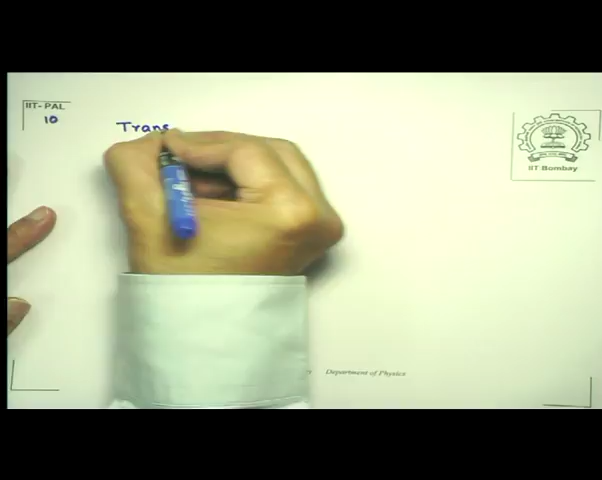 IIT- PAL
10
Trans
IIT Bombay
Department of Physics